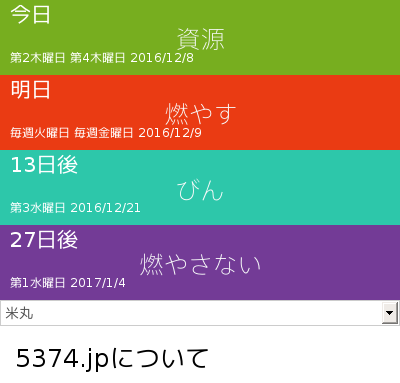 今日
資源
第2木曜日 第4木曜日 2016/12/8
明日
燃やす
毎週火曜日 毎週金曜日 2016/12/9
13日後
びん
第3水曜日 2016/12/21
27日後
燃やさない
第1水曜日 2017/1/4
米丸
5374.jpについて